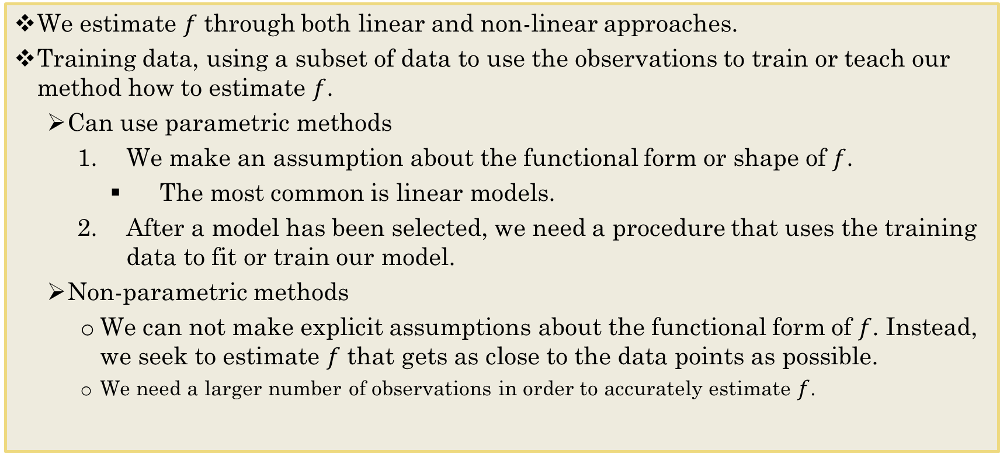 ❖We estimate f through both linear and non-linear approaches.
❖Training data, using a subset of data to use the observations to train or teach our
method how to estimate f.
➢Can use parametric methods
1. We make an assumption about the functional form or shape of f.
▪ The most common is linear models.
2. After a model has been selected, we need a procedure that uses the training
data to fit or train our model.
➢Non-parametric methods
o We can not make explicit assumptions about the functional form of f. Instead,
we seek to estimate f that gets as close to the data points as possible.
o We need a larger number of observations in order to accurately estimate f.